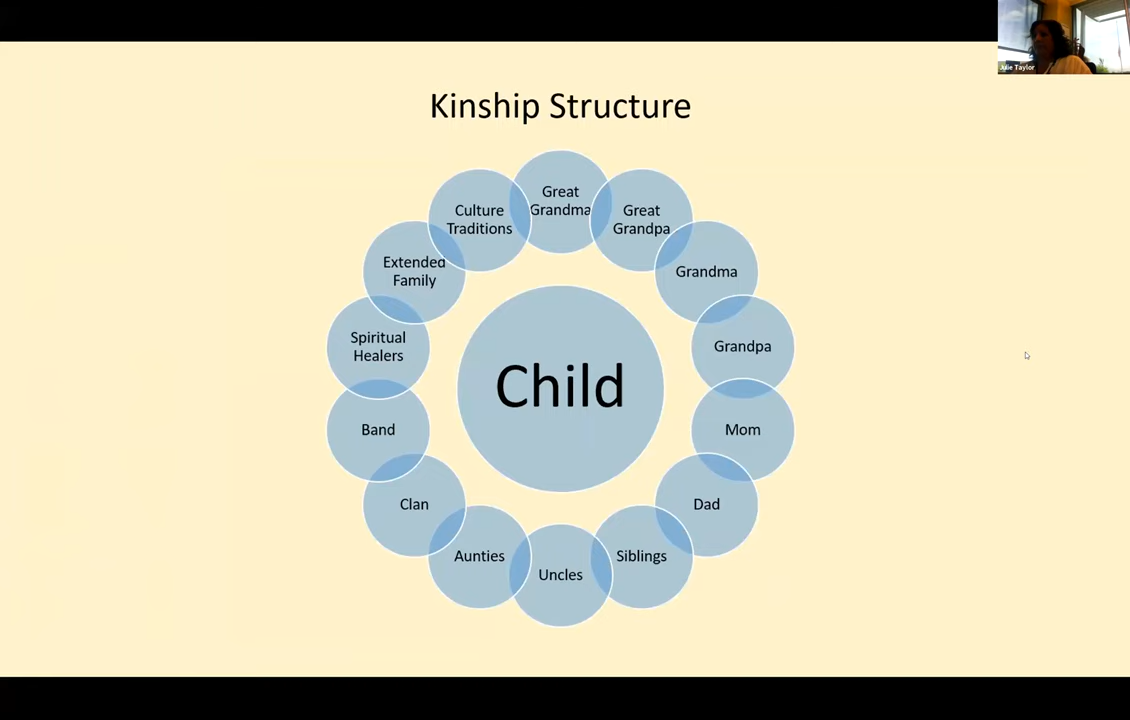 Julie Taylor
Kinship Structure
Great
Grandma
Great
Grandpa
Grandma
Grandpa
Mom
Dad
Siblings
Uncles
Aunties
Clan
Band
Spiritual
Healers
Extended
Family
Culture
Traditions
Child